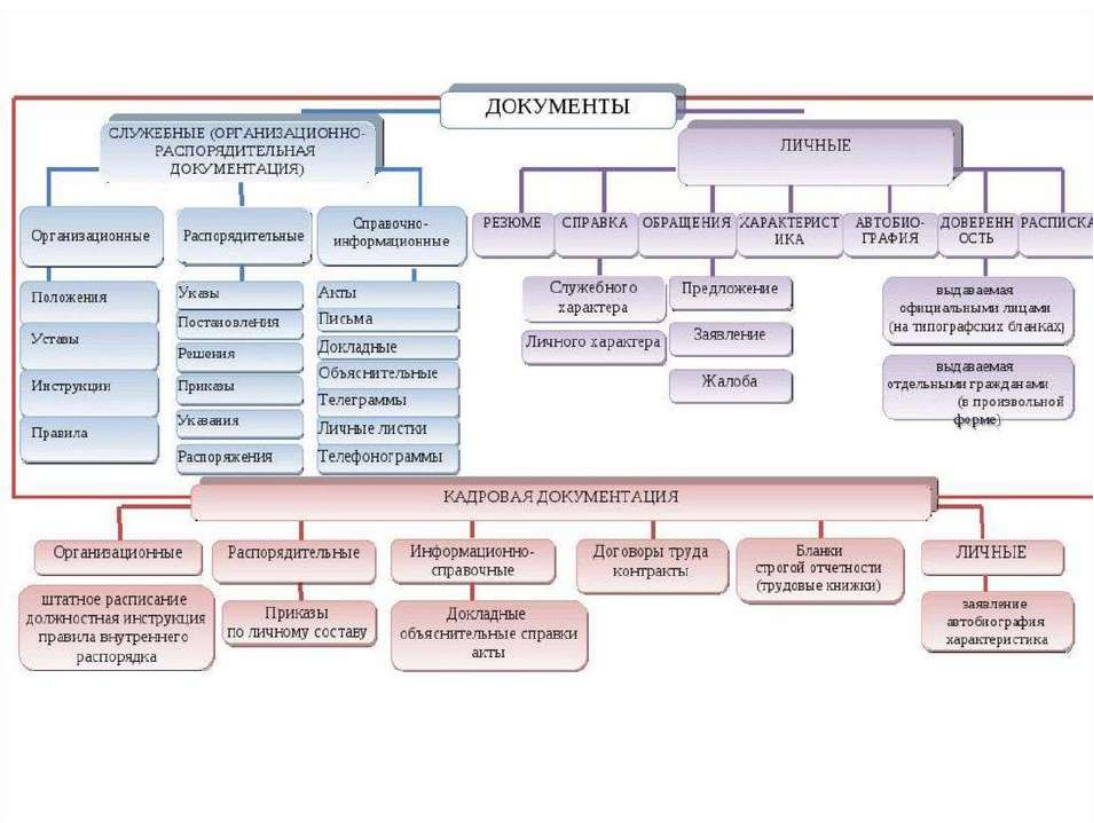 ДОКУМЕНТЫ
СЛУЖЕБНЫЕ (ОРГАНИЗАЦИОННО-
РАСПОРЯДИТЕЛЬНАЯ
ДОКУМЕНТАЦИЯ)
ЛИЧНЫЕ
Организационные
Распорядительные
Справочно-
информационные
Положения
Уставы
Инструкции
Правила
Указы
Постановления
Решения
Приказы
Указания
Распоряжения
Акты
Письма
Докладные
Объяснительные
Телеграммы
Личные листки
Телефонограммы
РЕЗЮМЕ
СПРАВКА
ОБРАЩЕНИЯ
ХАРАКТЕРИСТ
ИКА
АВТОБИО-
ГРАФИЯ
ДОВЕРЕНН
ОСТЬ
РАСПИСКА
Служебного
характера
Личного характера
Предложение
Заявление
Жалоба
выдаваемая
официальными лицами
(на типографских бланках)
выдаваемая
отдельными гражданами
(в произвольной
форме)
КАДРОВАЯ ДОКУМЕНТАЦИЯ
Организационные
штатное расписание
должностная инструкция
правила внутреннего
распорядка
Распорядительные
Приказы
по личному составу
Информационно-
справочные
Докладные
объяснительные справки
акты
Договоры труда
контракты
Бланки
строгой отчетности
(трудовые книжки)
ЛИЧНЫЕ
заявление
автобиография
характеристика